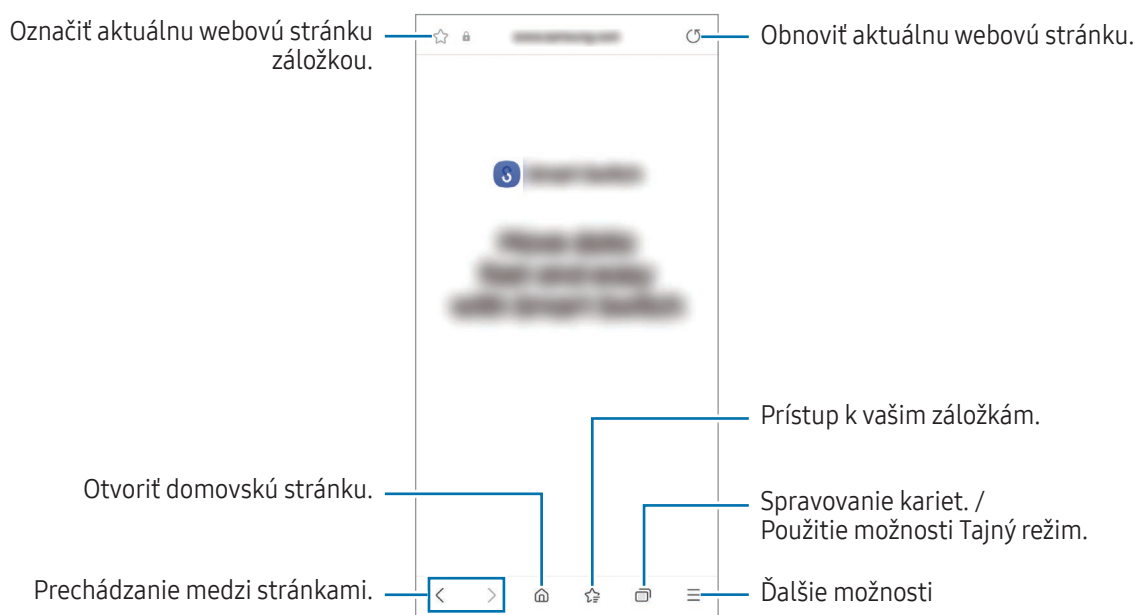 Označiť aktuálnu webovú stránku
záložkou.
Obnoviť aktuálnu webovú stránku.
Prístup k vašim záložkám.
Otvoriť domovskú stránku.
Spravovanie kariet. /
Použitie možnosti Tajný režim.
Prechádzanie medzi stránkami.
Ďalšie možnosti